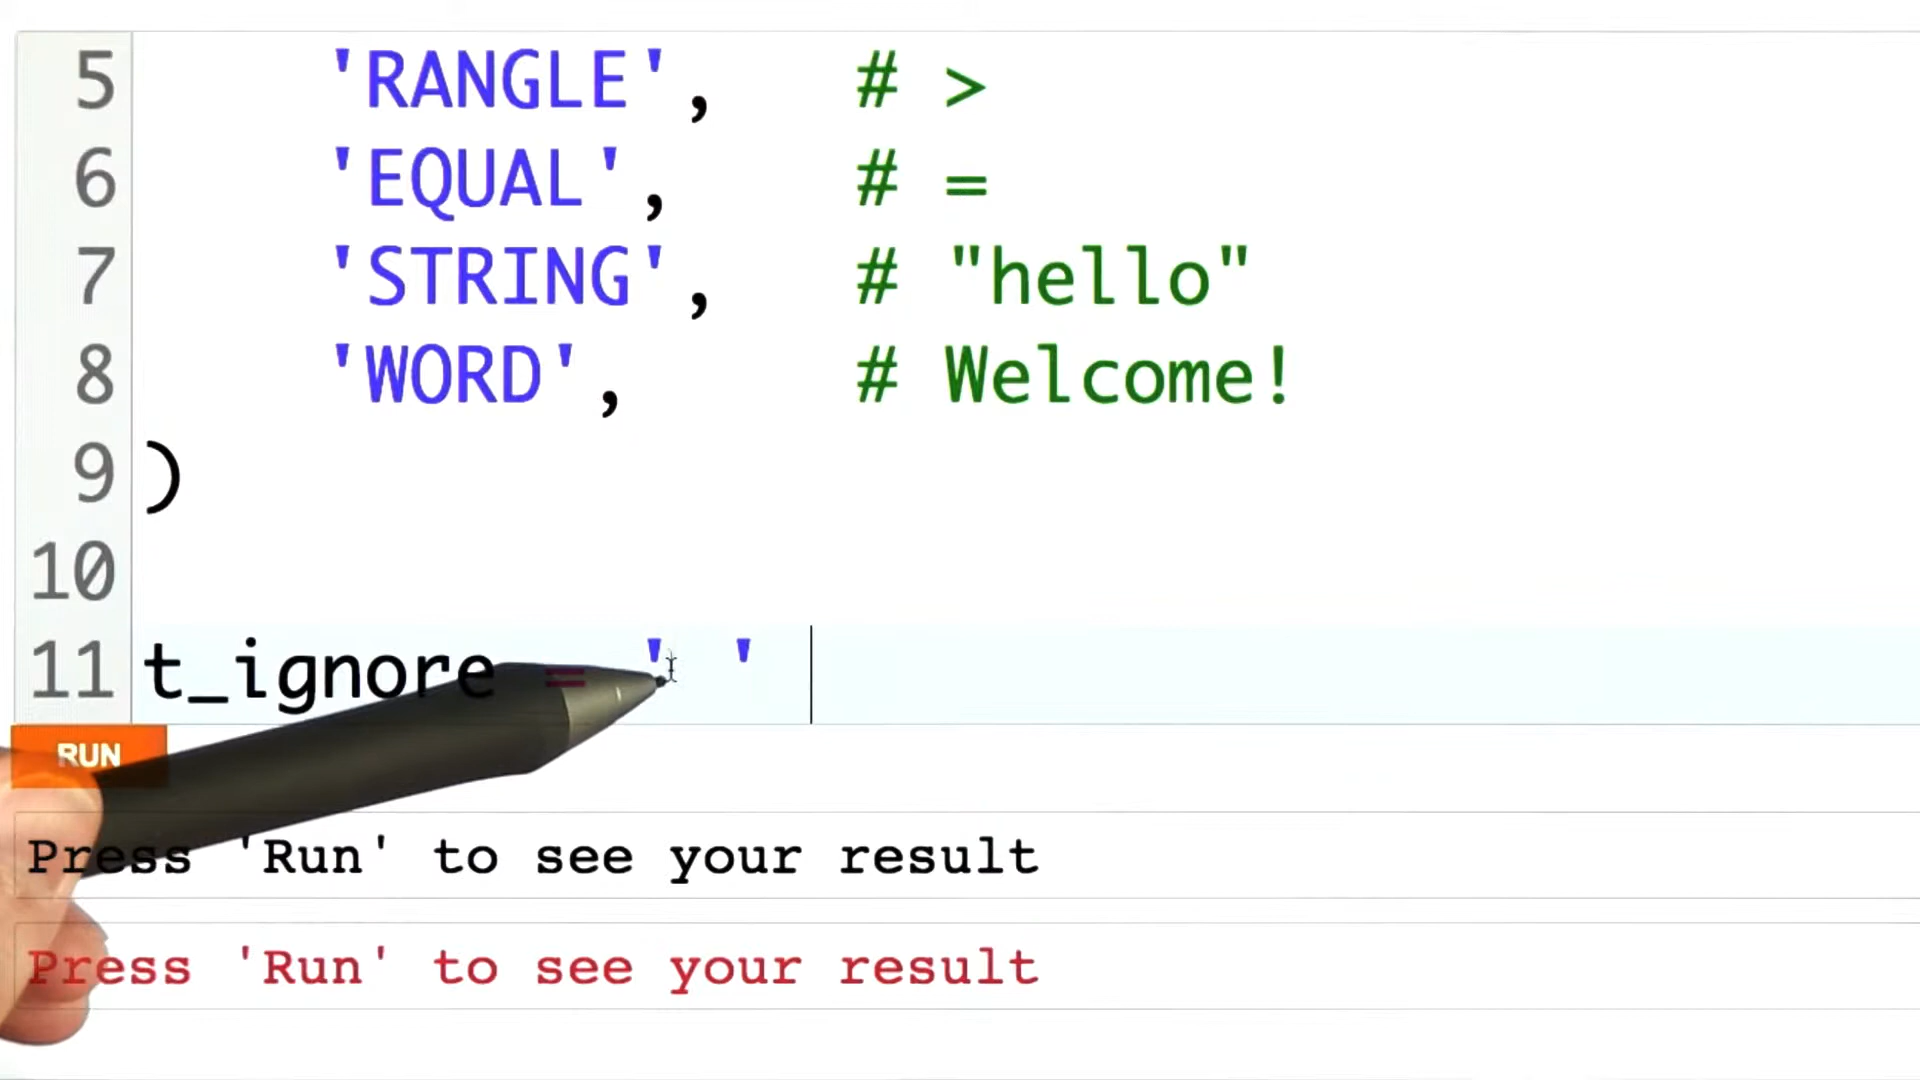 5 'RANGLE', # >
6 'EQUAL', # =
7 'STRING', # "hello"
8 'WORD', # Welcome!
9 )
10
11 t_ignore = ' '
RUN
Press 'Run' to see your result
Press 'Run' to see your result